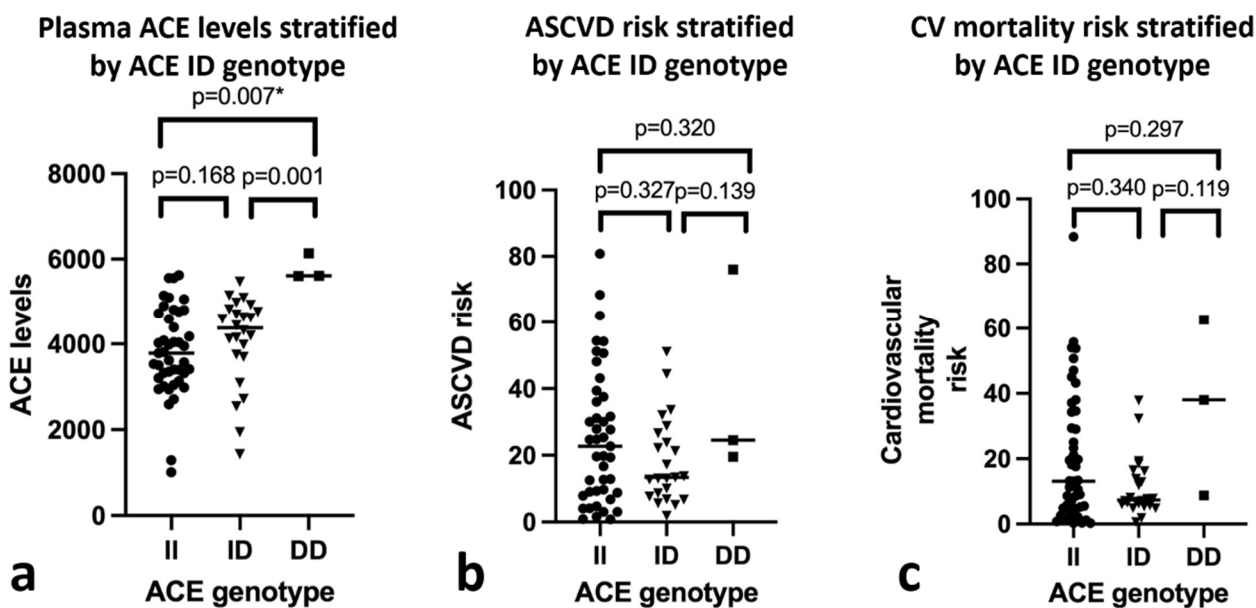 Plasma ACE levels stratified
by ACE ID genotype
p=0.007*
p=0.168
p=0.001
8000
6000
4000
2000
0
ACE levels
II
ID
DD
ACE genotype
a
ASCVD risk stratified
by ACE ID genotype
p=0.320
p=0.327
p=0.139
100
80
60
40
20
0
ASCVD risk
II
ID
DD
ACE genotype
b
CV mortality risk stratified
by ACE ID genotype
p=0.297
p=0.340
p=0.119
100
80
60
40
20
0
Cardiovascular
mortality
risk
II
ID
DD
ACE genotype
c